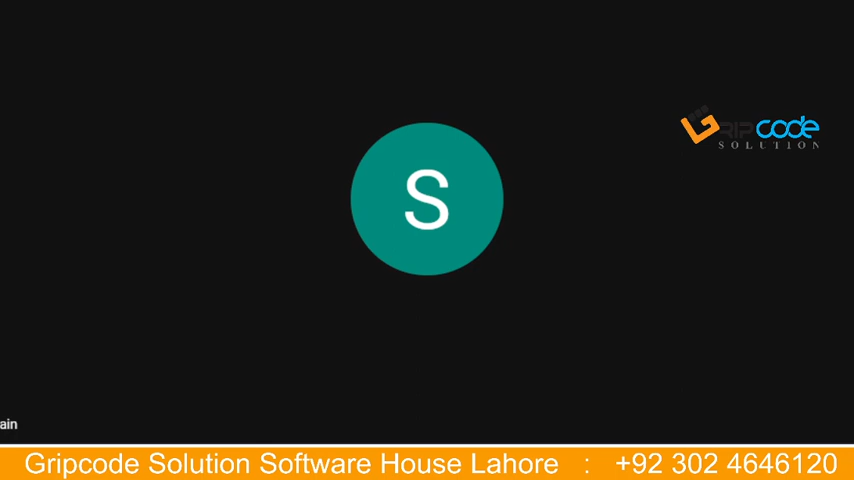 S
GRIPCODE
SOLUTION
ain
Gripcode Solution Software House Lahore : +92 302 4646120